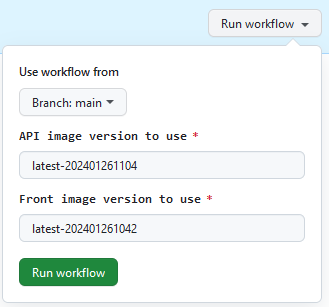 Run workflow
Use workflow from
Branch: main
API image version to use *
latest-202401261104
Front image version to use *
latest-202401261042
Run workflow